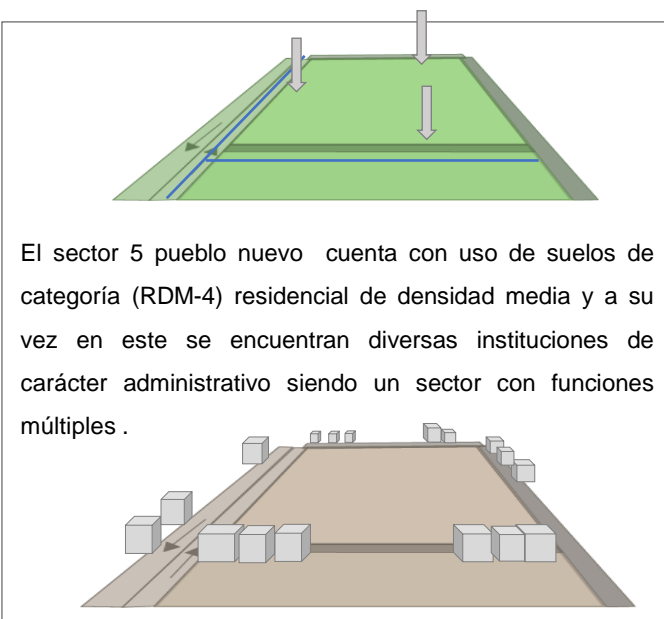 El sector 5 pueblo nuevo cuenta con uso de suelos de
categoría (RDM-4) residencial de densidad media y a su
vez en este se encuentran diversas instituciones de
carácter administrativo siendo un sector con funciones
múltiples .